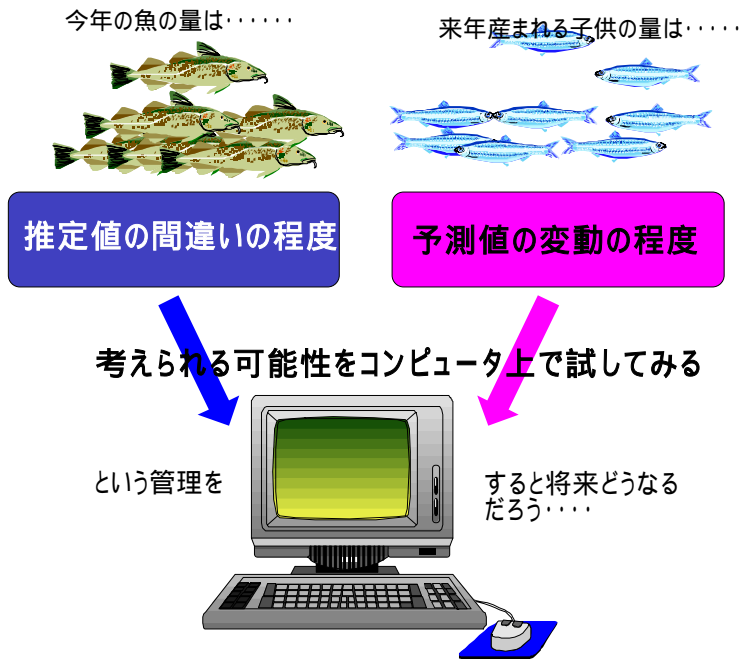 今年の魚の量は‥‥‥
来年産まれる子供の量は‥‥‥
推定値の間違いの程度
予測値の変動の程度
考えられる可能性をコンピュータ上で試してみる
という管理を
すると将来どうなる
だろう‥‥